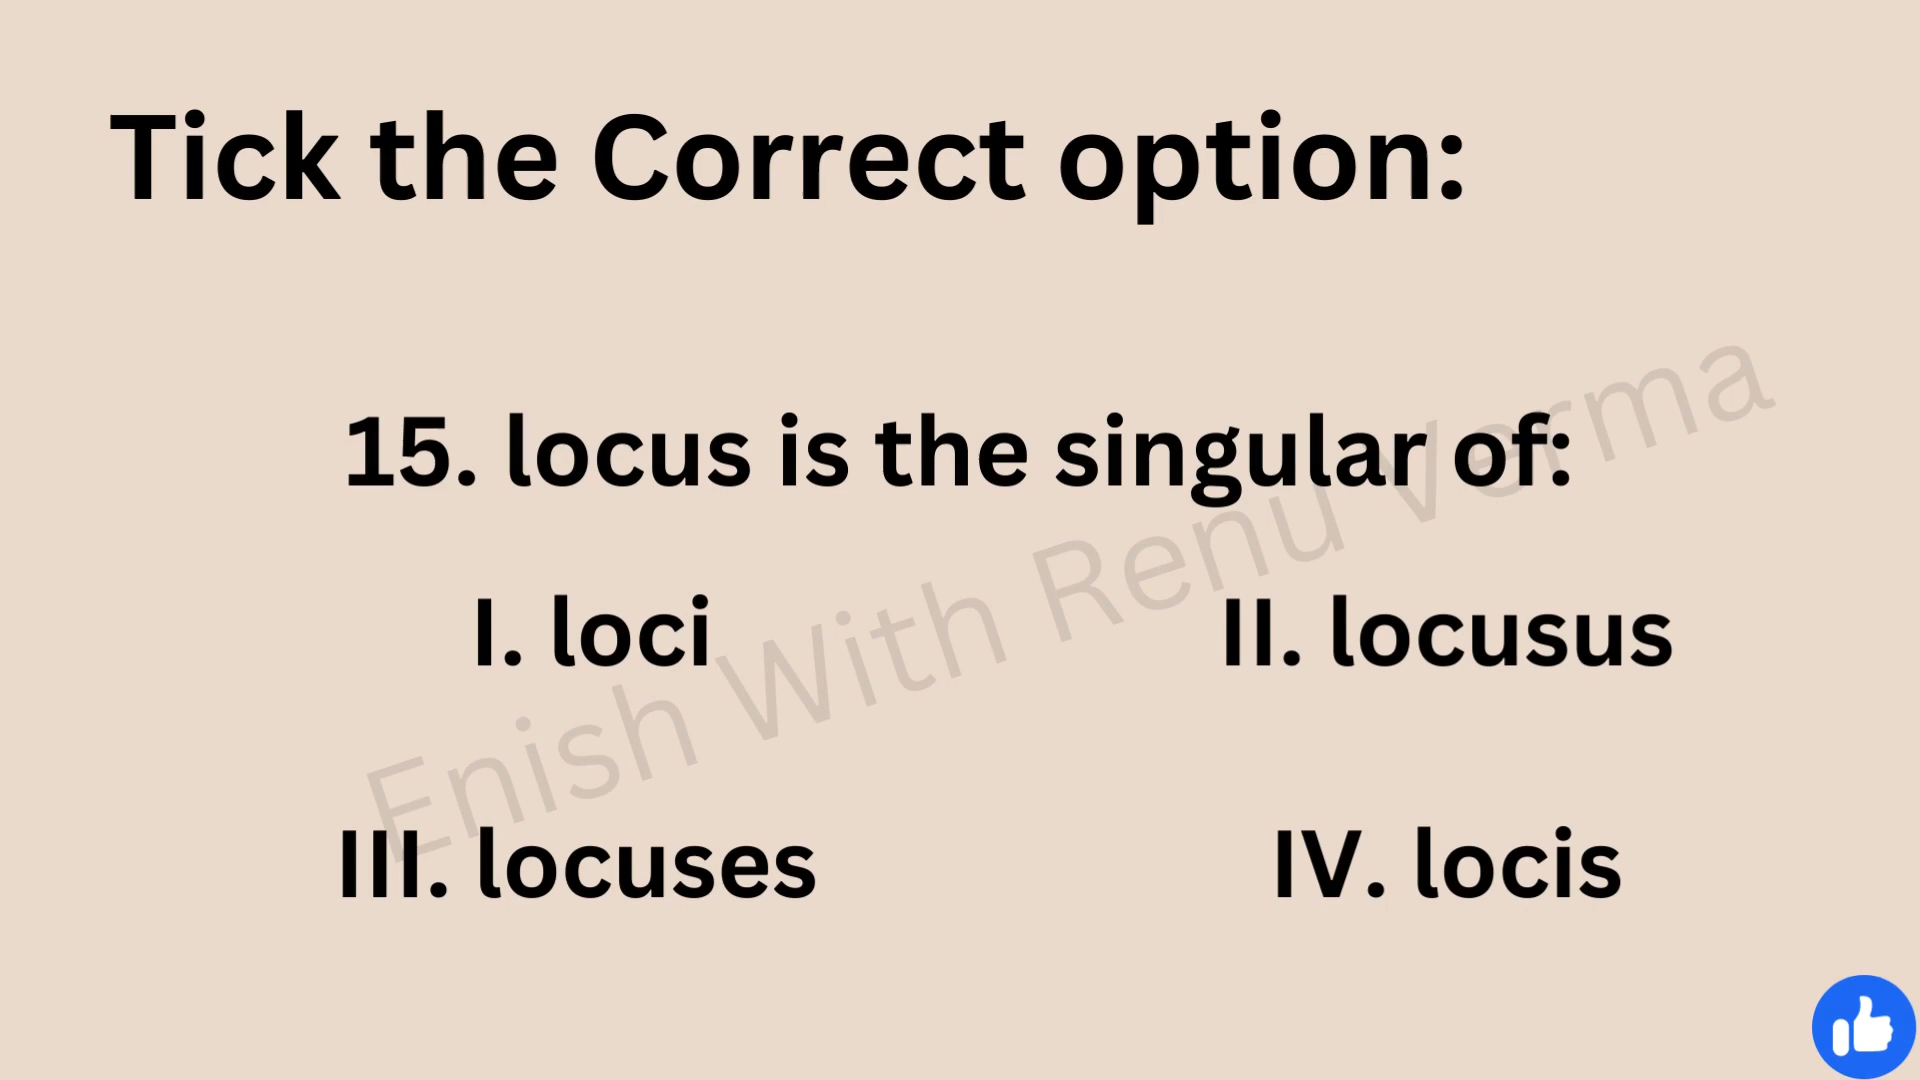 Tick the Correct option:
15. locus is the singular of:
I. loci
II. locusus
III. locuses
IV. locis
Enish With Renu Verma